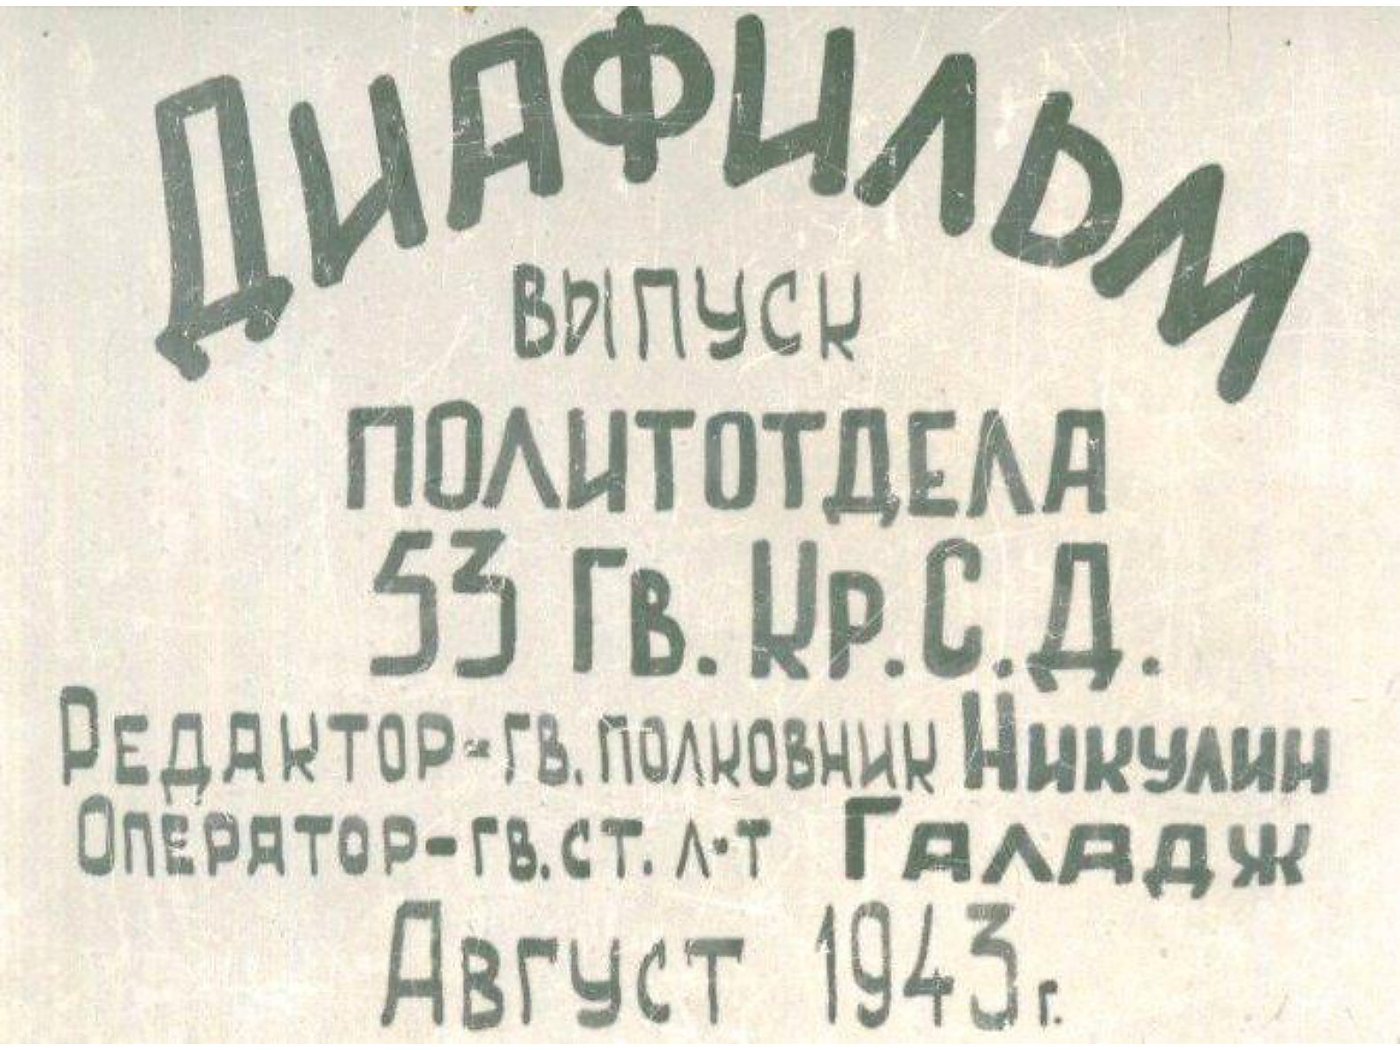 ДИАФИЛЬМ
ВЫПУСК
ПОЛИТОТДЕЛА
53 ГВ. КР. С. Д.
РЕДАКТОР-ГВ. ПОЛКОВНИК НИКУЛИН
ОПЕРАТОР-ГВ. СТ. Л-Т ГАЛАДЖ
АВГУСТ 1943 г.